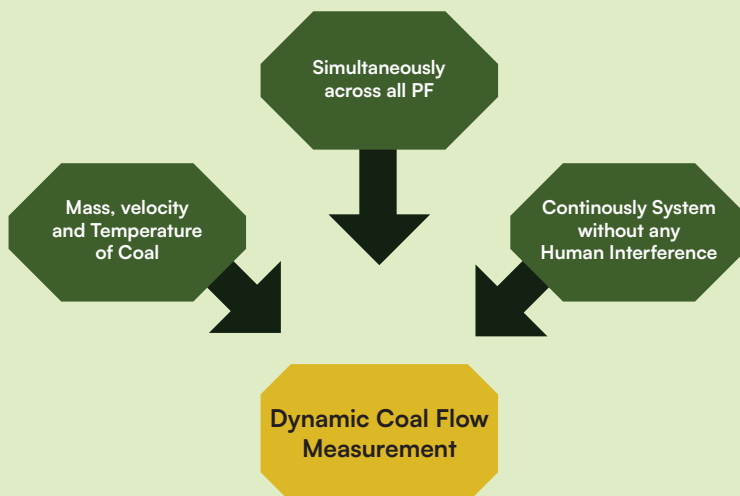 Simultaneously
across all PF
Mass, velocity
and Temperature
of Coal
Continously System
without any
Human Interference
Dynamic Coal Flow
Measurement